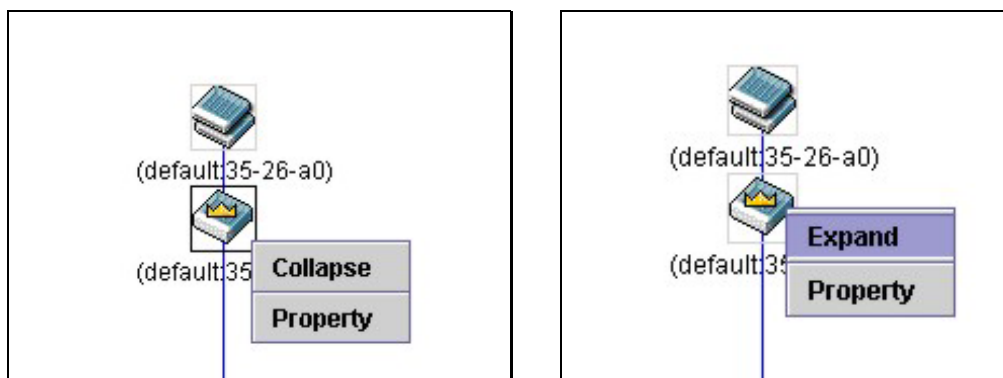 (default:35-26-a0)
(default:35
Collapse
Property
(default:35-26-a0)
(default:35
Expand
Property